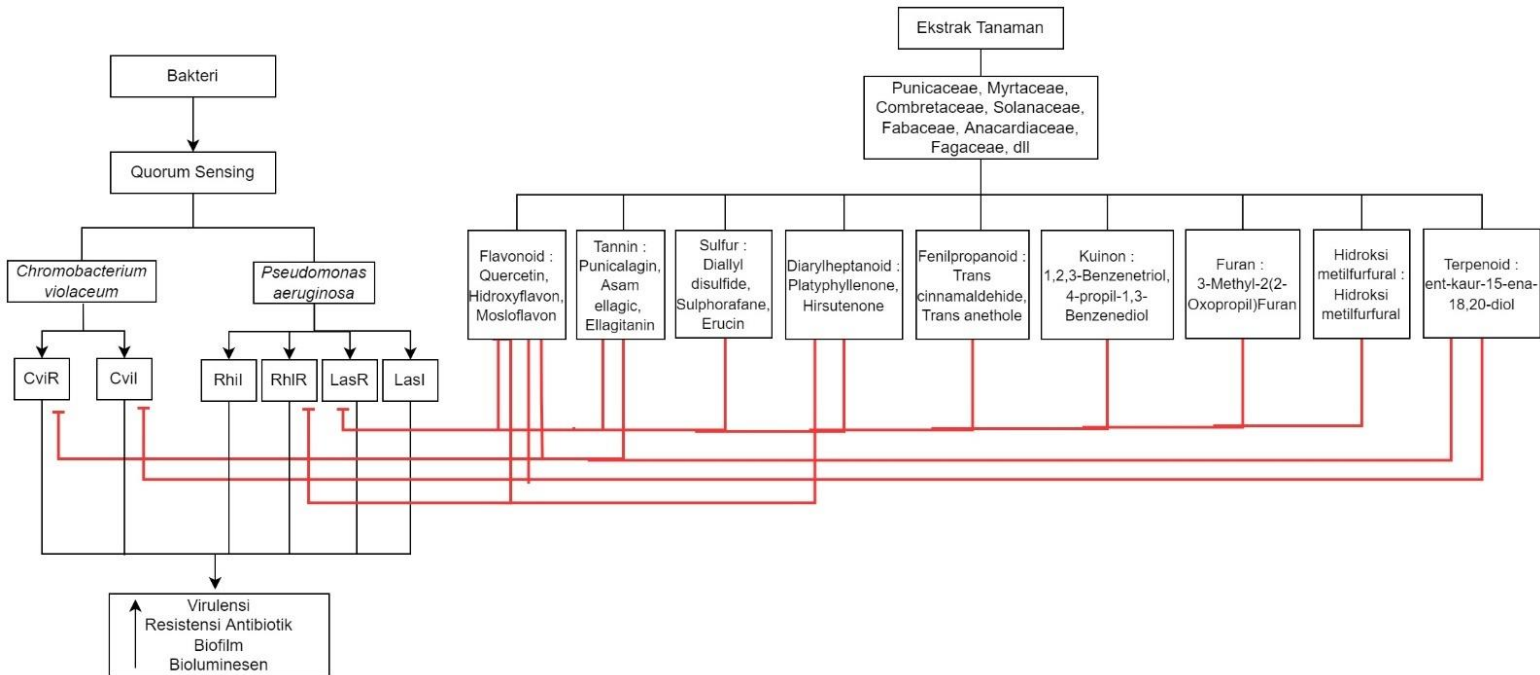 Bakteri
Quorum Sensing
Chromobacterium
violaceum
Pseudomonas
aeruginosa
CviR
CviI
RhiI
RhIR
LasR
LasI
Virulensi
Resistensi Antibiotik
Biofilm
Bioluminesen
Ekstrak Tanaman
Punicaceae, Myrtaceae,
Combretaceae, Solanaceae,
Fabaceae, Anacardiaceae,
Fagaceae, dll
Flavonoid :
Quercetin,
Hidroxyflavon,
Mosloflavon
Tannin :
Punicalagin,
Asam
ellagic,
Ellagitanin
Sulfur :
Diallyl
disulfide,
Sulphorafane,
Erucin
Diarylheptanoid :
Platyphyllenone,
Hirsutenone
Fenilpropanoid :
Trans
cinnamaldehide,
Trans anethole
Kuinon :
1,2,3-Benzenetriol,
4-propil-1,3-
Benzenediol
Furan :
3-Methyl-2(2-
Oxopropil)Furan
Hidroksi
metilfurfural :
Hidroksi
metilfurfural
Terpenoid :
ent-kaur-15-ena-
18,20-diol